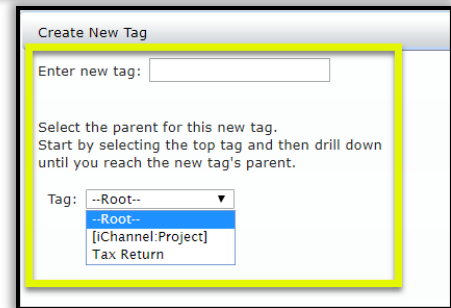 Create New Tag
Enter new tag:
Select the parent for this new tag.
Start by selecting the top tag and then drill down
until you reach the new tag's parent.
Tag: --Root--
--Root--
[iChannel:Project]
Tax Return